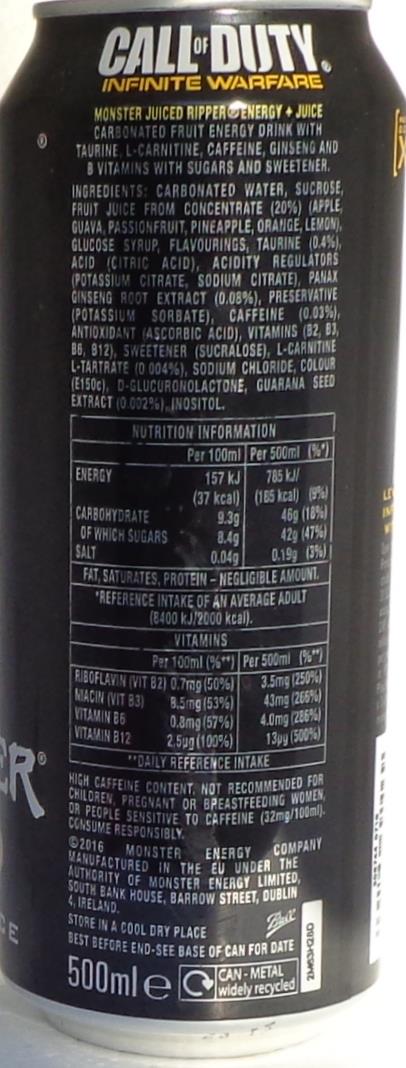 CALL OF DUTY®
INFINITE WARFARE
MONSTER JUICED RIPPER ENERGY + JUICE
CARBONATED FRUIT ENERGY DRINK WITH
TAURINE, L-CARNITINE, CAFFEINE, GINSENG AND
B VITAMINS WITH SUGARS AND SWEETENER.
INGREDIENTS: CARBONATED WATER, SUCROSE,
FRUIT JUICE FROM CONCENTRATE (20%) (APPLE,
GUAVA, PASSIONFRUIT, PINEAPPLE, ORANGE, LEMON),
GLUCOSE SYRUP, FLAVOURINGS, TAURINE (0.4%),
ACID (CITRIC ACID), ACIDITY REGULATORS
(POTASSIUM CITRATE, SODIUM CITRATE), PANAX
GINSENG ROOT EXTRACT (0.08%), PRESERVATIVE
(POTASSIUM SORBATE), CAFFEINE (0.03%),
ANTIOXIDANT (ASCORBIC ACID), VITAMINS (B2, B3,
B6, B12), SWEETENER (SUCRALOSE), L-CARNITINE
L-TARTRATE (0.004%), SODIUM CHLORIDE, COLOUR
(E150c), D-GLUCURONOLACTONE, GUARANA SEED
EXTRACT (0.002%), INOSITOL.
NUTRITION INFORMATION
Per 100ml Per 500ml (%*)
ENERGY 157 kJ 785 kJ/
(37 kcal) (185 kcal) (9%)
CARBOHYDRATE 9.3g 46g (18%)
OF WHICH SUGARS 8.4g 42g (47%)
SALT 0.04g 0.19g (3%)
FAT, SATURATES, PROTEIN – NEGLIGIBLE AMOUNT.
*REFERENCE INTAKE OF AN AVERAGE ADULT
(8400 kJ/2000 kcal).
VITAMINS
Per 100ml (%**) Per 500ml (%**)
RIBOFLAVIN (VIT B2) 0.7mg (50%) 3.5mg (250%)
NIACIN (VIT B3) 8.5mg (53%) 43mg (266%)
VITAMIN B6 0.8mg (57%) 4.0mg (286%)
VITAMIN B12 2.5µg (100%) 13µg (500%)
**DAILY REFERENCE INTAKE
HIGH CAFFEINE CONTENT. NOT RECOMMENDED FOR
CHILDREN, PREGNANT OR BREASTFEEDING WOMEN,
OR PEOPLE SENSITIVE TO CAFFEINE (32mg/100ml).
CONSUME RESPONSIBLY.
©2016 MONSTER ENERGY COMPANY
MANUFACTURED IN THE EU UNDER THE
AUTHORITY OF MONSTER ENERGY LIMITED,
SOUTH BANK HOUSE, BARROW STREET, DUBLIN
4, IRELAND.
STORE IN A COOL DRY PLACE
BEST BEFORE END-SEE BASE OF CAN FOR DATE
Ball
500ml e
CAN - METAL
widely recycled
ER®
CE